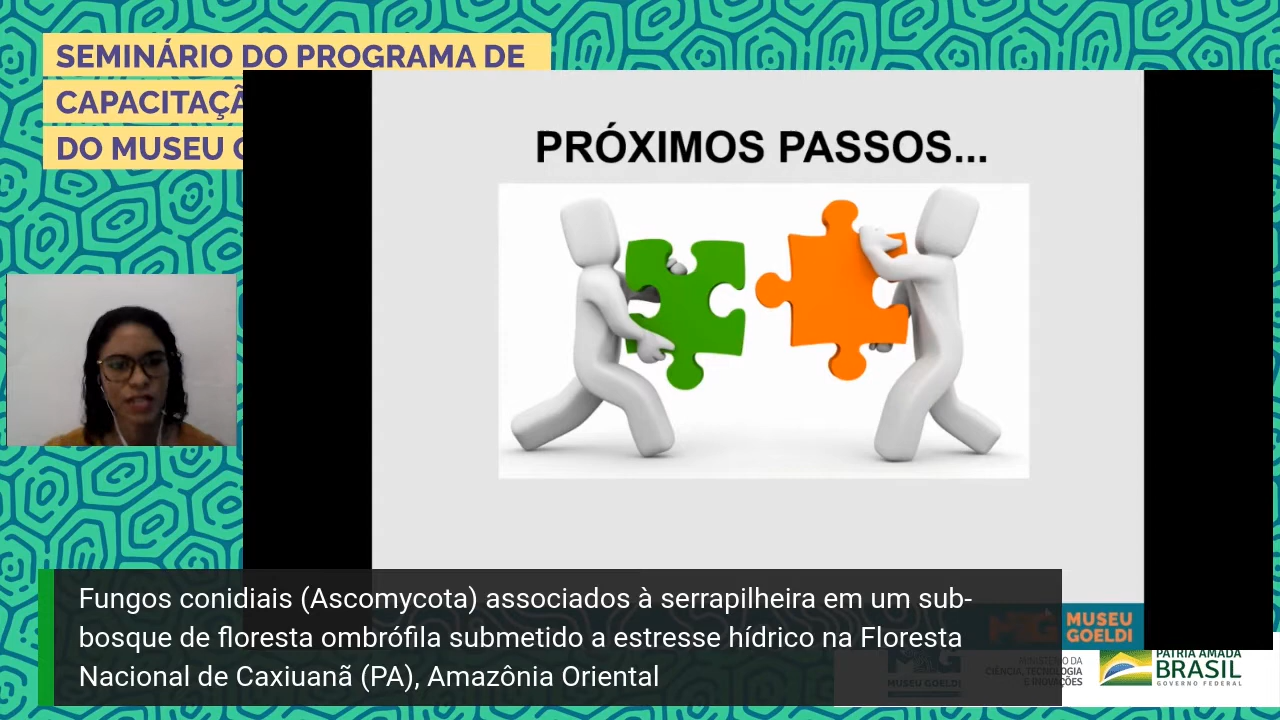 SEMINÁRIO DO PROGRAMA DE
CAPACITAÇÃ
DO MUSEU
PRÓXIMOS PASSOS...
Fungos conidiais (Ascomycota) associados à serrapilheira em um sub-
bosque de floresta ombrófila submetido a estresse hídrico na Floresta
Nacional de Caxiuanã (PA), Amazônia Oriental
MUSEU
GOELDI
MUSEU GOELDI
MINISTÉRIO DA
CIÊNCIA, TECNOLOGIA
E INOVAÇÕES
PÁTRIA AMADA
BRASIL
GOVERNO FEDERAL